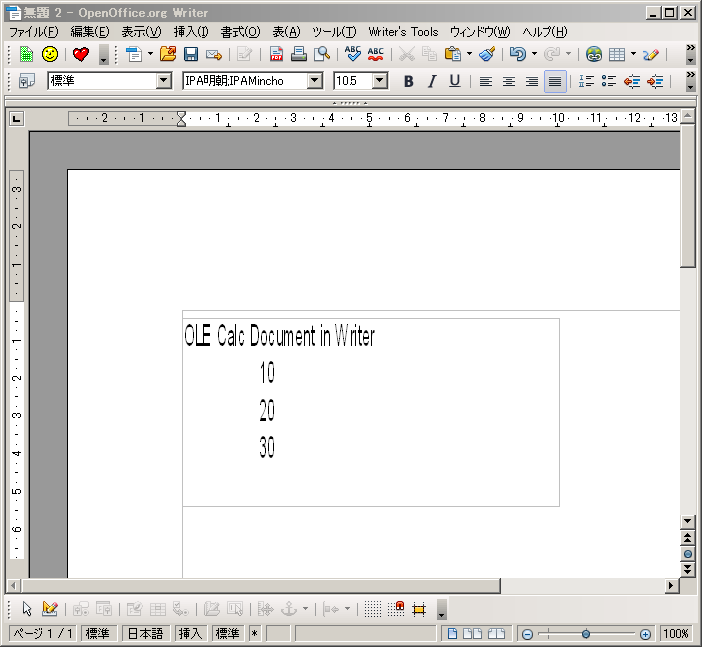 無題 2 - OpenOffice.org Writer
ファイル(F) 編集(E) 表示(V) 挿入(I) 書式(O) 表(A) ツール(T) Writer's Tools ウィンドウ(W) ヘルプ(H)
標準 IPA明朝;IPAMincho 10.5 B I U
2 1 1 2 3 4 5 6 7 8 9 10 11 12 13
3
2
1
1
2
3
4
5
6
OLE Calc Document in Writer
10
20
30
ページ 1 / 1 標準 日本語 挿入 標準 * 100%